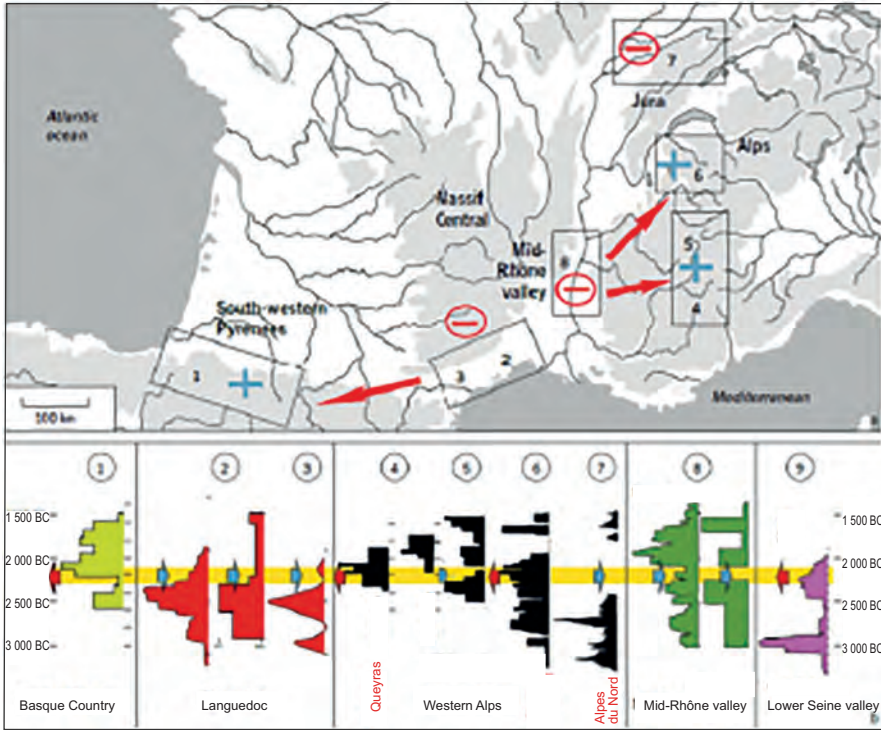 Atlantic
ocean
Jura
7
Alps
1
6
Massif
Central
Mid-
Rhône
valley
8
5
4
South-western
Pyrenees
1
2
3
100 km
Mediterranean
1 2 3 4 5 6 7 8 9
1 500 BC
2 000 BC
2 500 BC
3 000 BC
1 500 BC
2 000 BC
2 500 BC
3 000 BC
Queyras
Alpes
du Nord
Basque Country
Languedoc
Western Alps
Mid-Rhône valley
Lower Seine valley